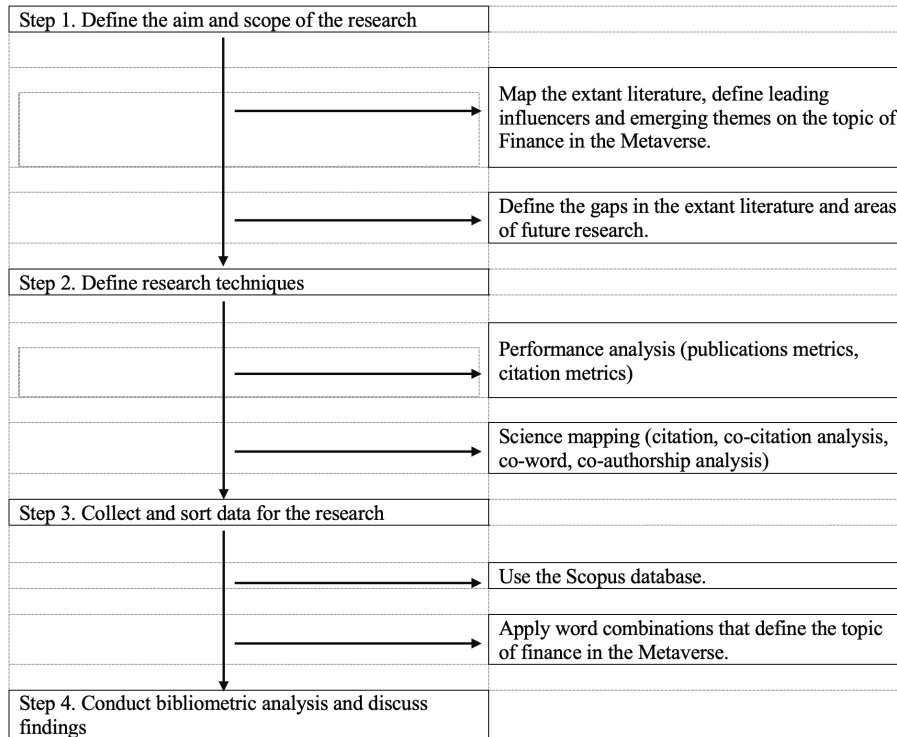 Step 1. Define the aim and scope of the research
Map the extant literature, define leading
influencers and emerging themes on the topic of
Finance in the Metaverse.
Define the gaps in the extant literature and areas
of future research.
Step 2. Define research techniques
Performance analysis (publications metrics,
citation metrics)
Science mapping (citation, co-citation analysis,
co-word, co-authorship analysis)
Step 3. Collect and sort data for the research
Use the Scopus database.
Apply word combinations that define the topic
of finance in the Metaverse.
Step 4. Conduct bibliometric analysis and discuss
findings